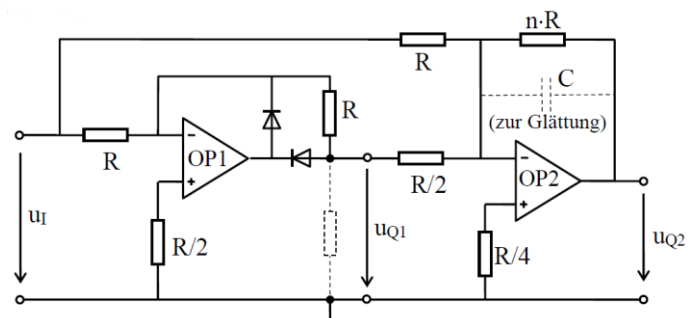 n·R
R
C
(zur Glättung)
R
R
−
OP1
+
R/2
−
OP2
+
u_I
R/2
u_Q1
R/4
u_Q2